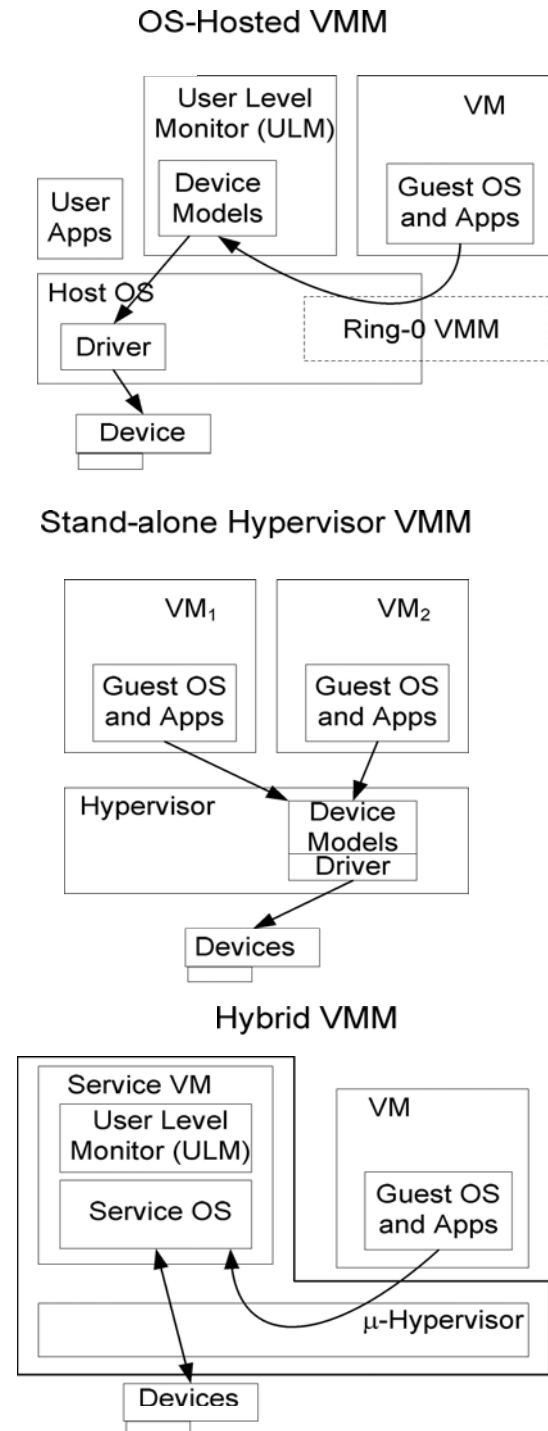 OS-Hosted VMM
User Level
Monitor (ULM)
VM
Device
Models
Guest OS
and Apps
User
Apps
Host OS
Ring-0 VMM
Driver
Device
Stand-alone Hypervisor VMM
VM₁
VM₂
Guest OS
and Apps
Guest OS
and Apps
Hypervisor
Device
Models
Driver
Devices
Hybrid VMM
Service VM
User Level
Monitor (ULM)
VM
Service OS
Guest OS
and Apps
μ-Hypervisor
Devices